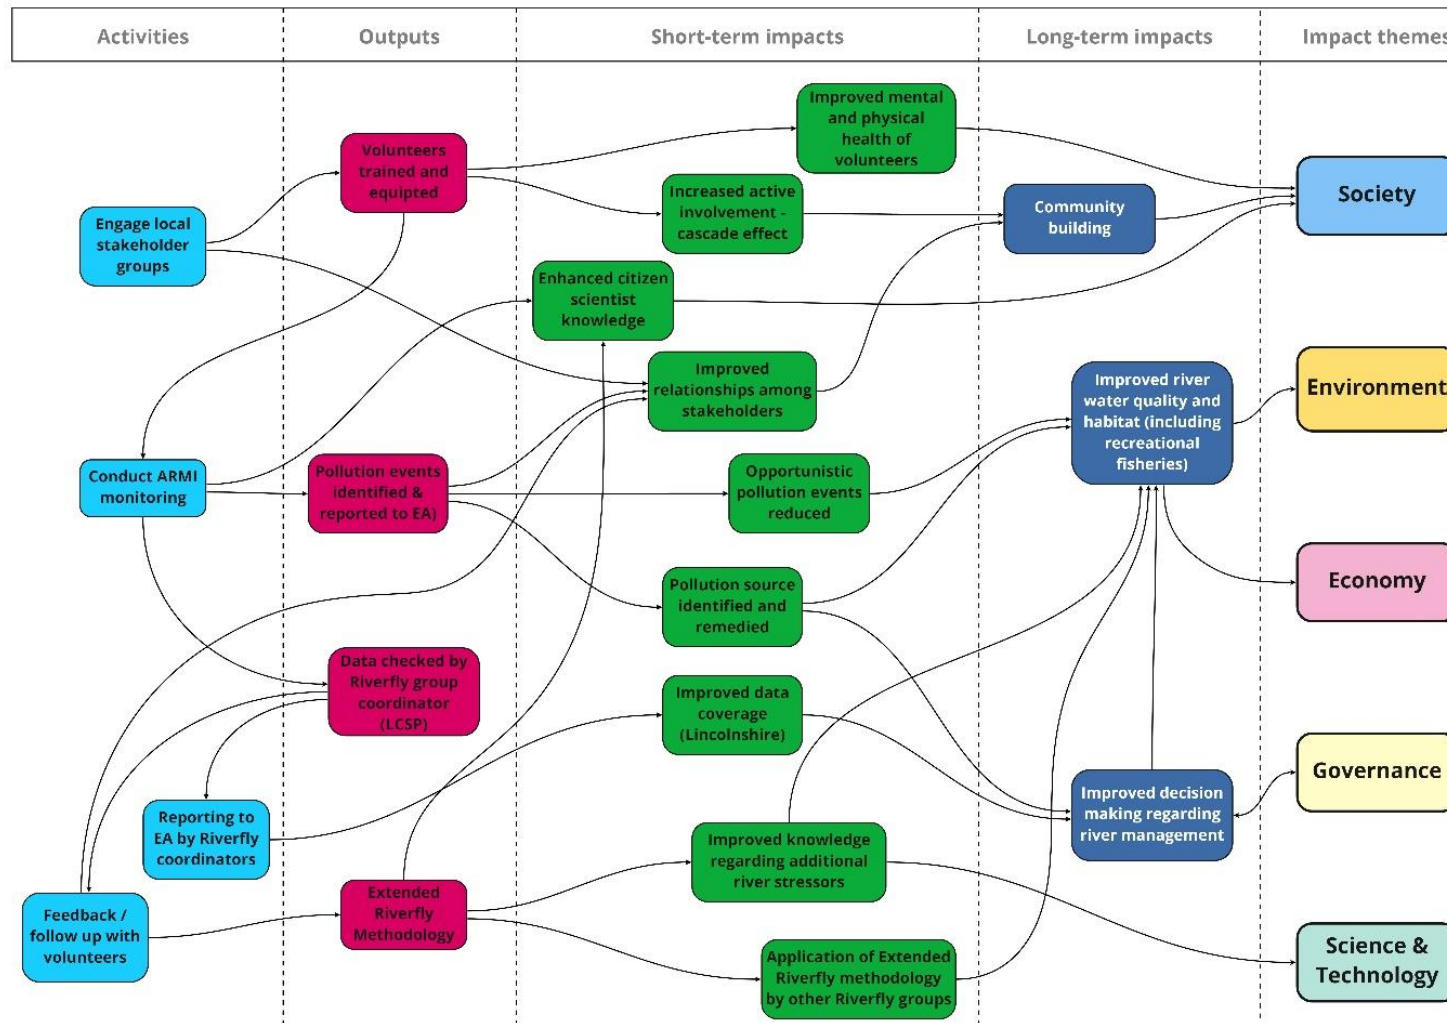 Activities
Outputs
Short-term impacts
Long-term impacts
Impact themes
Engage local
stakeholder
groups
Conduct ARMI
monitoring
Reporting to
EA by Riverfly
coordinators
Feedback /
follow up with
volunteers
Volunteers
trained and
equipted
Pollution events
identified &
reported to EA)
Data checked by
Riverfly group
coordinator
(LCSP)
Extended
Riverfly
Methodology
Improved mental
and physical
health of
volunteers
Increased active
involvement -
cascade effect
Enhanced citizen
scientist
knowledge
Improved
relationships among
stakeholders
Opportunistic
pollution events
reduced
Pollution source
identified and
remedied
Improved data
coverage
(Lincolnshire)
Improved knowledge
regarding additional
river stressors
Application of Extended
Riverfly methodology
by other Riverfly groups
Community
building
Improved river
water quality and
habitat (including
recreational
fisheries)
Improved decision
making regarding
river management
Society
Environment
Economy
Governance
Science &
Technology